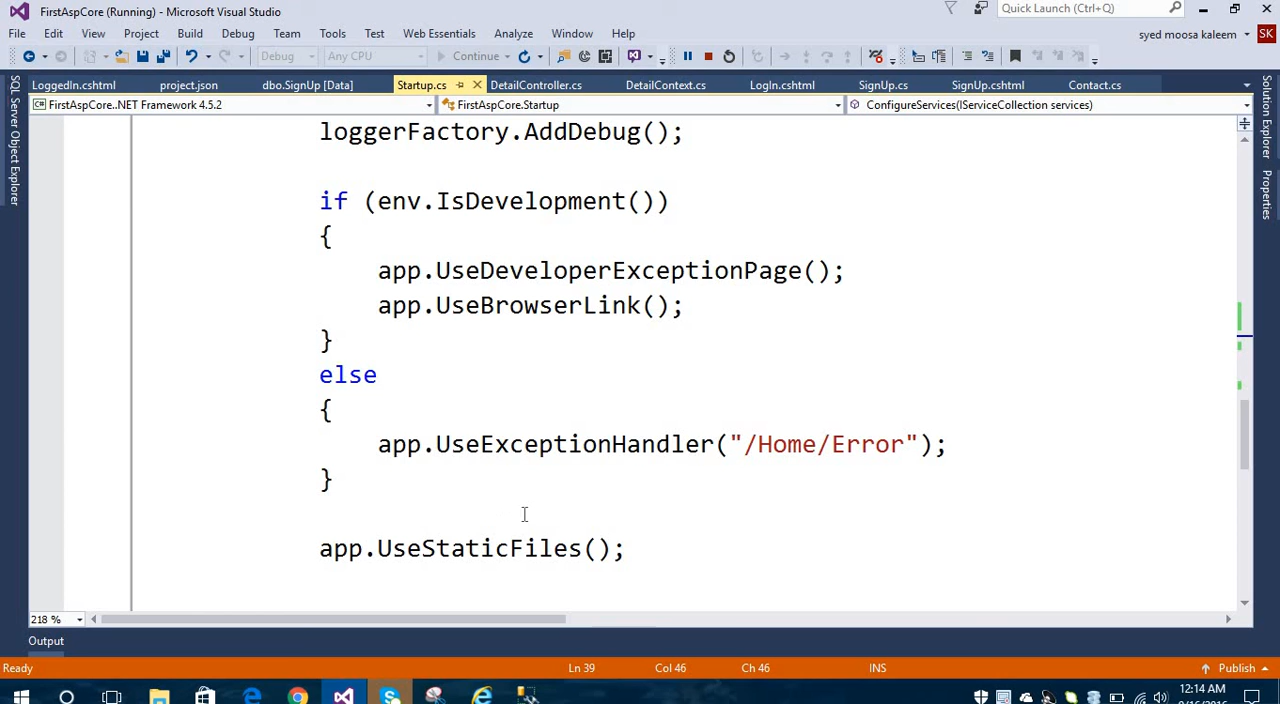 FirstAspCore (Running) - Microsoft Visual Studio
Quick Launch (Ctrl+Q)
File Edit View Project Build Debug Team Tools Test Web Essentials Analyze Window Help
syed moosa kaleem
SK
Debug Any CPU Continue
LoggedIn.cshtml project.json dbo.SignUp [Data] Startup.cs DetailController.cs DetailContext.cs LogIn.cshtml SignUp.cs SignUp.cshtml Contact.cs
FirstAspCore..NET Framework 4.5.2 FirstAspCore.Startup ConfigureServices(IServiceCollection services)
SQL Server Object Explorer
Solution Explorer
Properties
loggerFactory.AddDebug();
if (env.IsDevelopment())
{
app.UseDeveloperExceptionPage();
app.UseBrowserLink();
}
else
{
app.UseExceptionHandler("/Home/Error");
}
app.UseStaticFiles();
218 %
Output
Ready Ln 39 Col 46 Ch 46 INS Publish
12:14 AM